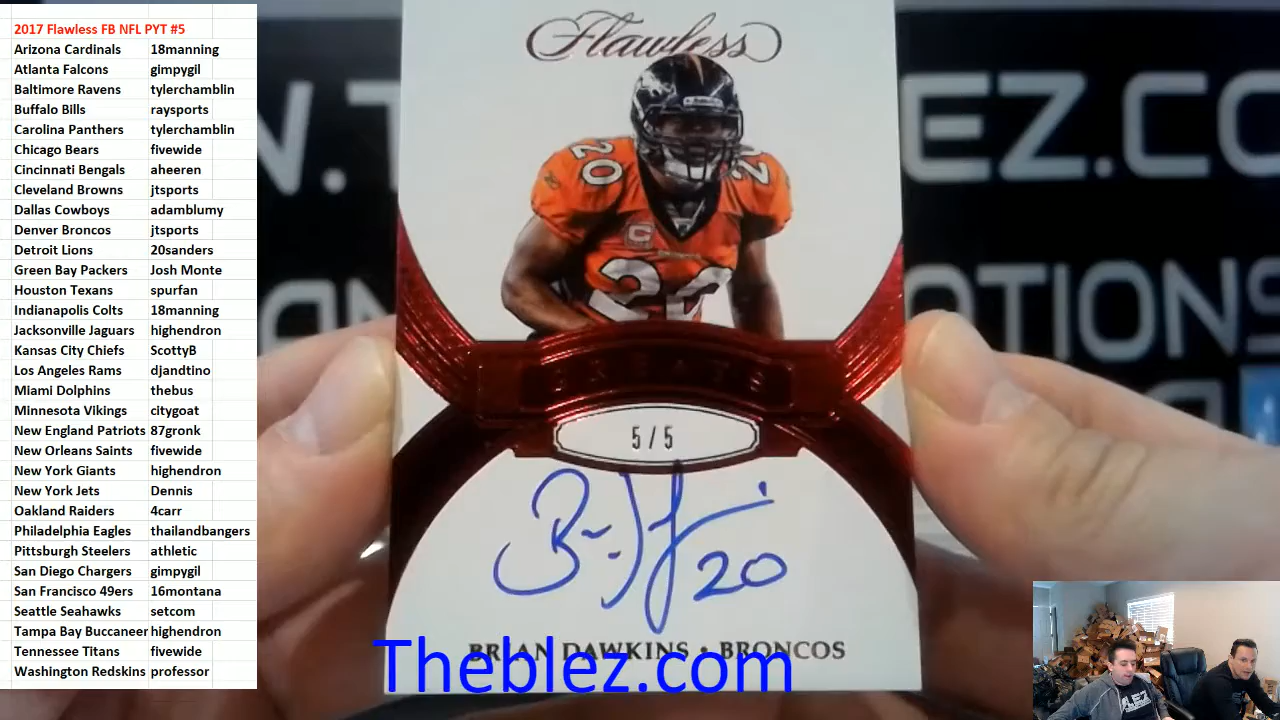 2017 Flawless FB NFL PYT #5
Arizona Cardinals 18manning
Atlanta Falcons gimpygil
Baltimore Ravens tylerchamblin
Buffalo Bills raysports
Carolina Panthers tylerchamblin
Chicago Bears fivewide
Cincinnati Bengals aheeren
Cleveland Browns jtsports
Dallas Cowboys adamblumy
Denver Broncos jtsports
Detroit Lions 20sanders
Green Bay Packers Josh Monte
Houston Texans spurfan
Indianapolis Colts 18manning
Jacksonville Jaguars highendron
Kansas City Chiefs ScottyB
Los Angeles Rams djandtino
Miami Dolphins thebus
Minnesota Vikings citygoat
New England Patriots 87gronk
New Orleans Saints fivewide
New York Giants highendron
New York Jets Dennis
Oakland Raiders 4carr
Philadelphia Eagles thailandbangers
Pittsburgh Steelers athletic
San Diego Chargers gimpygil
San Francisco 49ers 16montana
Seattle Seahawks setcom
Tampa Bay Buccaneer highendron
Tennessee Titans fivewide
Washington Redskins professor
Flawless
20 20
C
20
GREATS
5/5
20
BRIAN DAWKINS • BRONCOS
Theblez.com